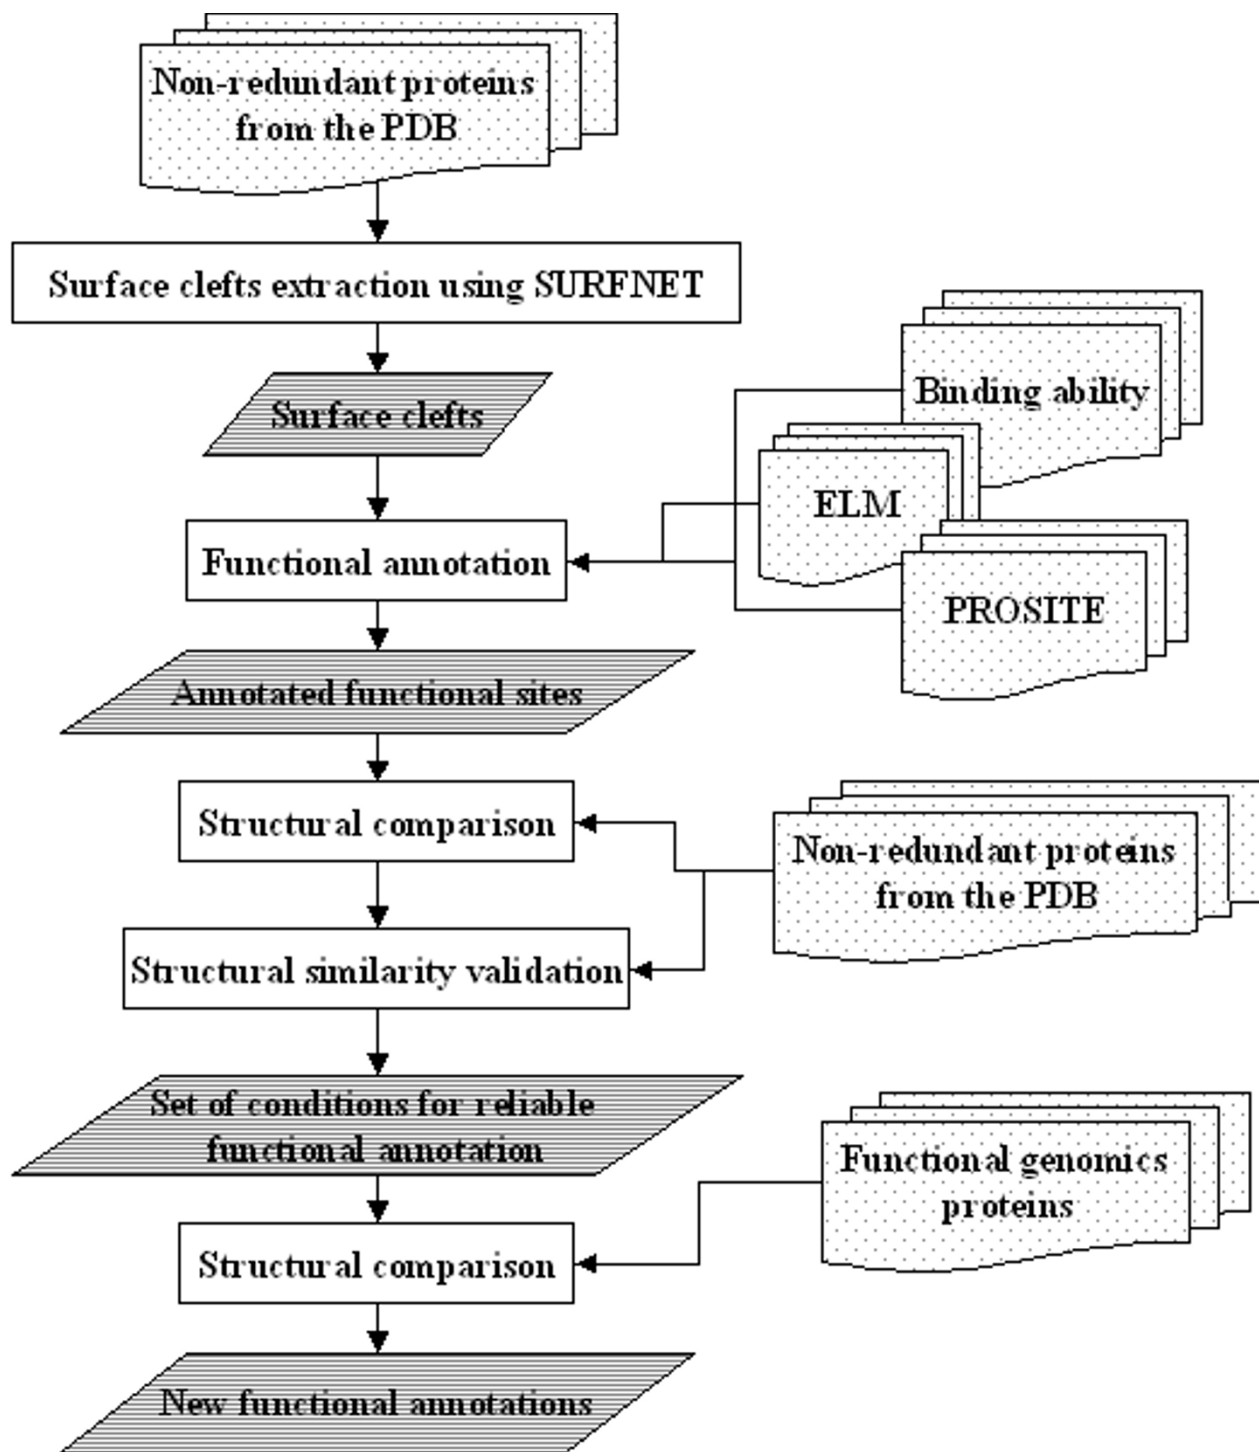 Non-redundant proteins
from the PDB
Surface clefts extraction using SURFNET
Surface clefts
Binding ability
ELM
Functional annotation
PROSITE
Annotated functional sites
Structural comparison
Non-redundant proteins
from the PDB
Structural similarity validation
Set of conditions for reliable
functional annotation
Functional genomics
proteins
Structural comparison
New functional annotations